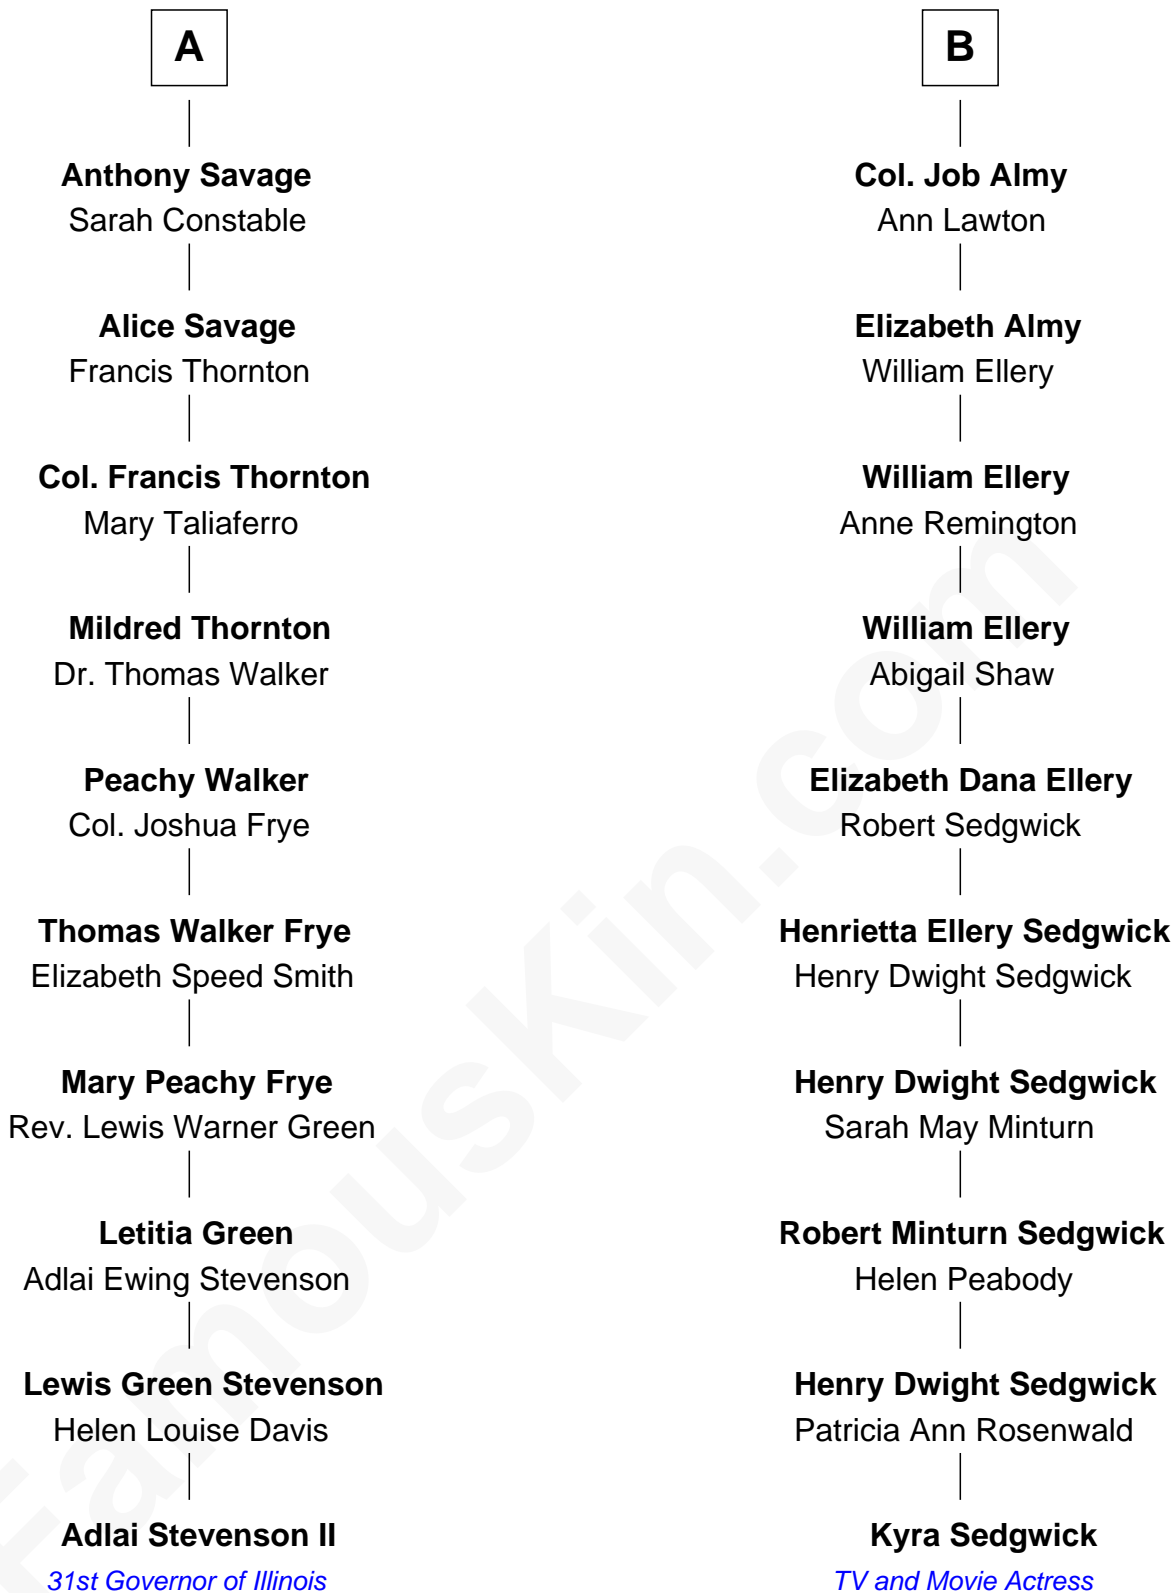 A
Anthony Savage
Sarah Constable
Alice Savage
Francis Thornton
Col. Francis Thornton
Mary Taliaferro
Mildred Thornton
Dr. Thomas Walker
Peachy Walker
Col. Joshua Frye
Thomas Walker Frye
Elizabeth Speed Smith
Mary Peachy Frye
Rev. Lewis Warner Green
Letitia Green
Adlai Ewing Stevenson
Lewis Green Stevenson
Helen Louise Davis
Adlai Stevenson II
31st Governor of Illinois
B
Col. Job Almy
Ann Lawton
Elizabeth Almy
William Ellery
William Ellery
Anne Remington
William Ellery
Abigail Shaw
Elizabeth Dana Ellery
Robert Sedgwick
Henrietta Ellery Sedgwick
Henry Dwight Sedgwick
Henry Dwight Sedgwick
Sarah May Minturn
Robert Minturn Sedgwick
Helen Peabody
Henry Dwight Sedgwick
Patricia Ann Rosenwald
Kyra Sedgwick
TV and Movie Actress
FamousKin.com